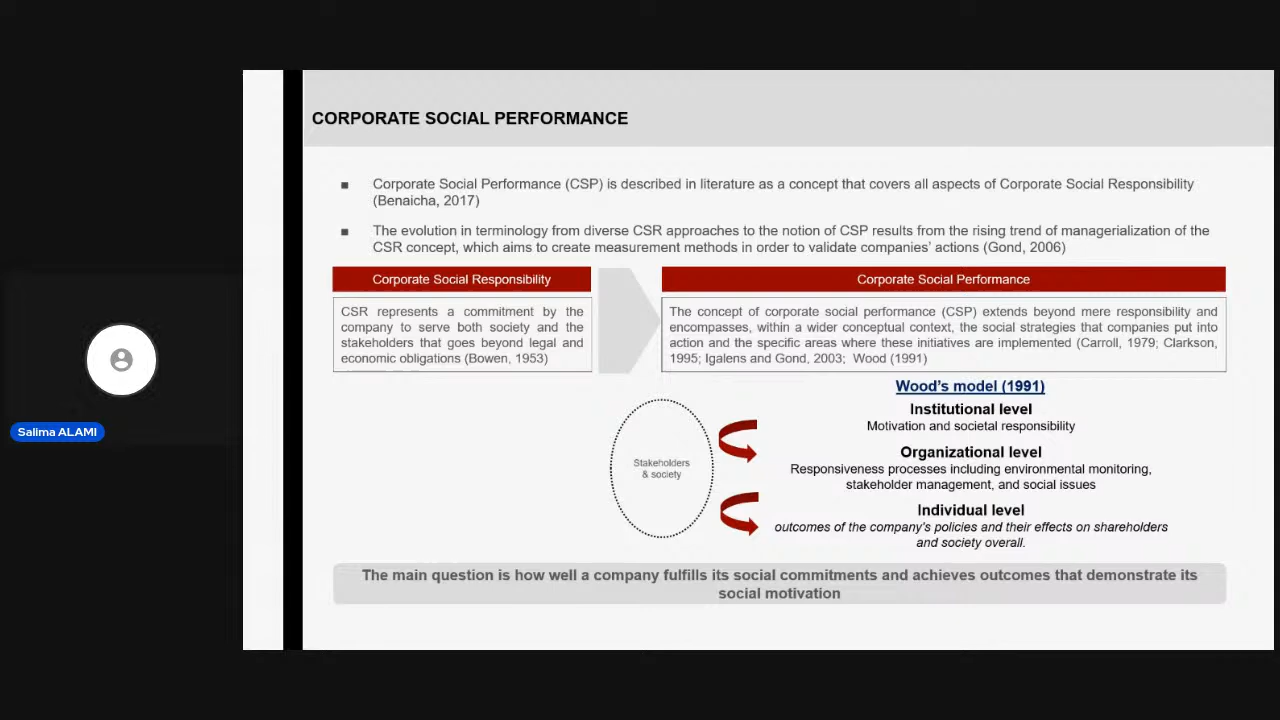 CORPORATE SOCIAL PERFORMANCE
■ Corporate Social Performance (CSP) is described in literature as a concept that covers all aspects of Corporate Social Responsibility
(Benaicha, 2017)
■ The evolution in terminology from diverse CSR approaches to the notion of CSP results from the rising trend of managerialization of the
CSR concept, which aims to create measurement methods in order to validate companies' actions (Gond, 2006)
Corporate Social Responsibility
CSR represents a commitment by the
company to serve both society and the
stakeholders that goes beyond legal and
economic obligations (Bowen, 1953)
Corporate Social Performance
The concept of corporate social performance (CSP) extends beyond mere responsibility and
encompasses, within a wider conceptual context, the social strategies that companies put into
action and the specific areas where these initiatives are implemented (Carroll, 1979; Clarkson,
1995; Igalens and Gond, 2003; Wood (1991)
Wood's model (1991)
Institutional level
Motivation and societal responsibility
Organizational level
Responsiveness processes including environmental monitoring,
stakeholder management, and social issues
Individual level
outcomes of the company's policies and their effects on shareholders
and society overall.
Stakeholders
& society
The main question is how well a company fulfills its social commitments and achieves outcomes that demonstrate its
social motivation
Salima ALAMI